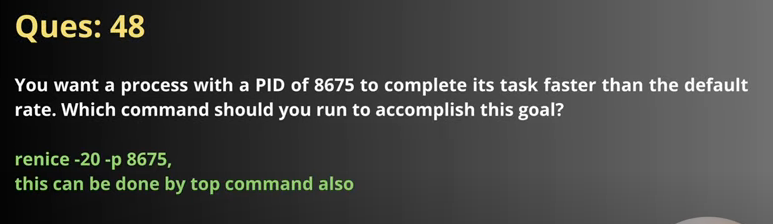 Ques: 48
You want a process with a PID of 8675 to complete its task faster than the default
rate. Which command should you run to accomplish this goal?
renice -20 -p 8675,
this can be done by top command also